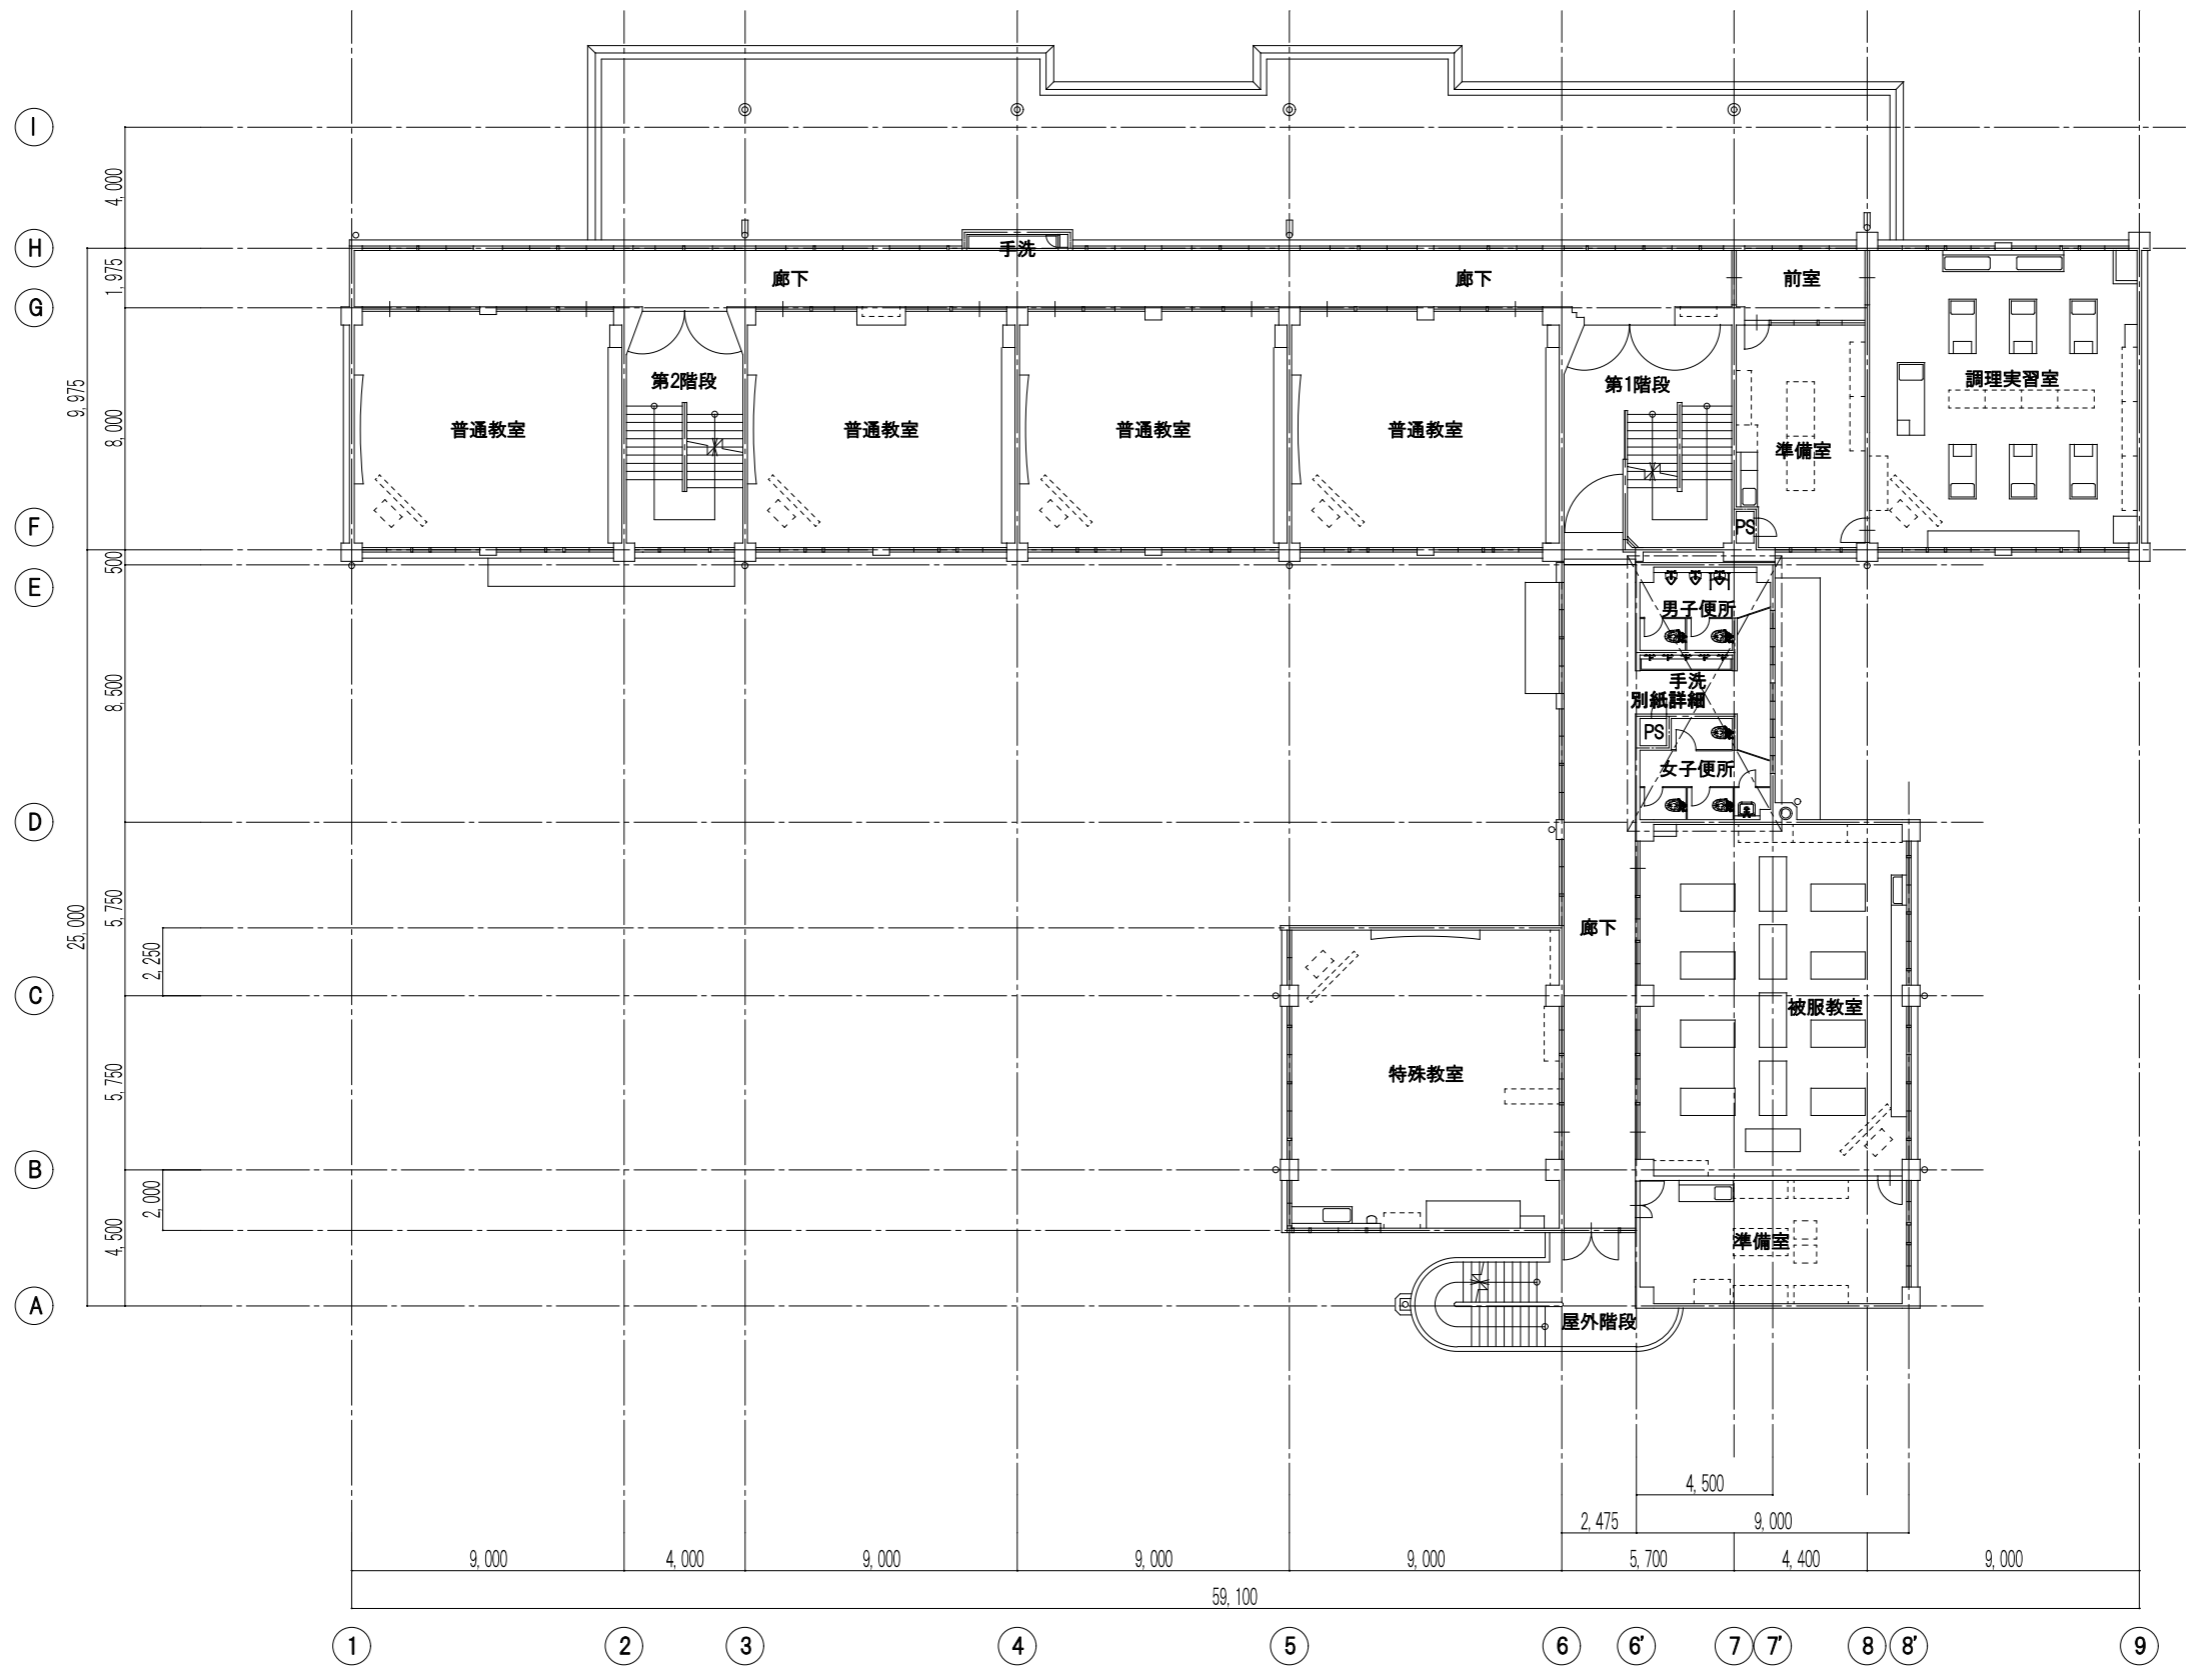 I
4,000
H
手洗
1,975
廊下
廊下
前室
G
9,975
8,000
第2階段
第1階段
調理実習室
普通教室
普通教室
普通教室
普通教室
準備室
F
PS
500
E
男子便所
8,500
手洗
別紙詳細
PS
女子便所
D
25,000
5,750
2,250
廊下
C
被服教室
5,750
特殊教室
B
2,000
4,500
準備室
A
屋外階段
4,500
2,475
9,000
9,000
4,000
9,000
9,000
9,000
5,700
4,400
9,000
59,100
1
2
3
4
5
6
6'
7
7'
8
8'
9